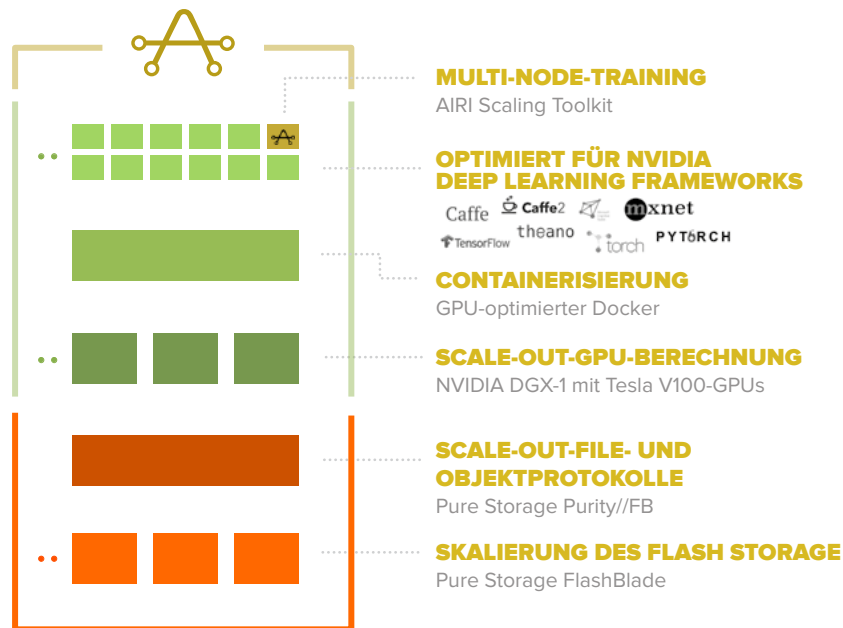 MULTI-NODE-TRAINING
AIRI Scaling Toolkit
OPTIMIERT FÜR NVIDIA
DEEP LEARNING FRAMEWORKS
Caffe Caffe2 mxnet
TensorFlow theano torch PYTORCH
CONTAINERISIERUNG
GPU-optimierter Docker
SCALE-OUT-GPU-BERECHNUNG
NVIDIA DGX-1 mit Tesla V100-GPUs
SCALE-OUT-FILE- UND
OBJEKTPROTOKOLLE
Pure Storage Purity//FB
SKALIERUNG DES FLASH STORAGE
Pure Storage FlashBlade